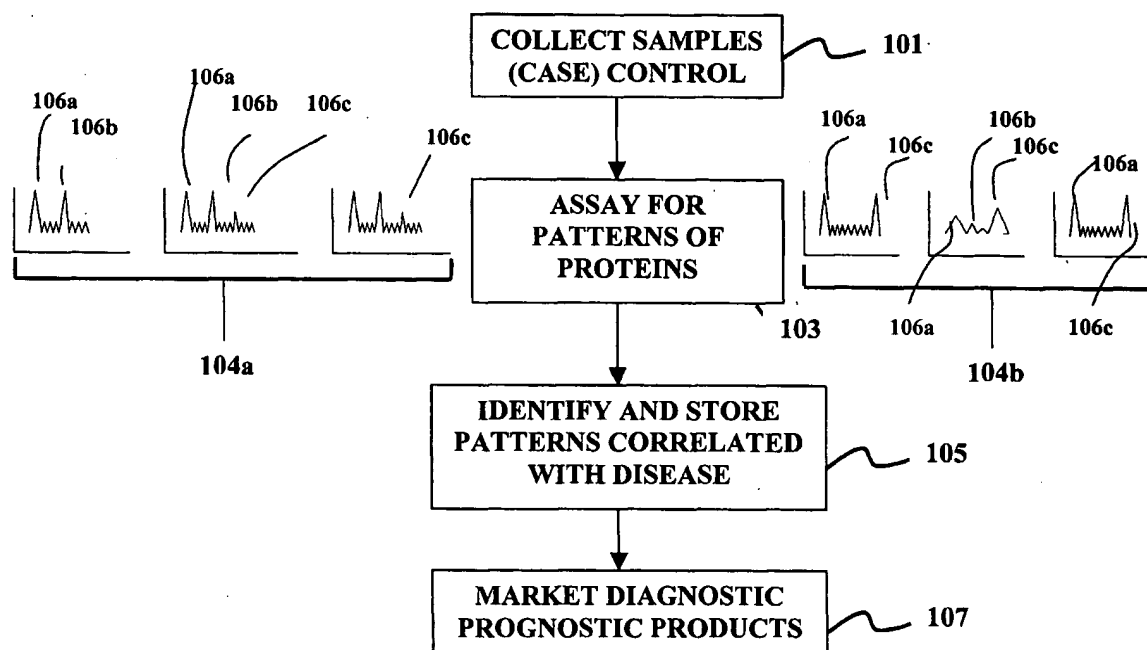 COLLECT SAMPLES
(CASE) CONTROL
101
106a
106b
106a
106b
106c
106c
ASSAY FOR
PATTERNS OF
PROTEINS
103
106a
106c
106b
106c
106a
106a
106c
104a
104b
IDENTIFY AND STORE
PATTERNS CORRELATED
WITH DISEASE
105
MARKET DIAGNOSTIC
PROGNOSTIC PRODUCTS
107